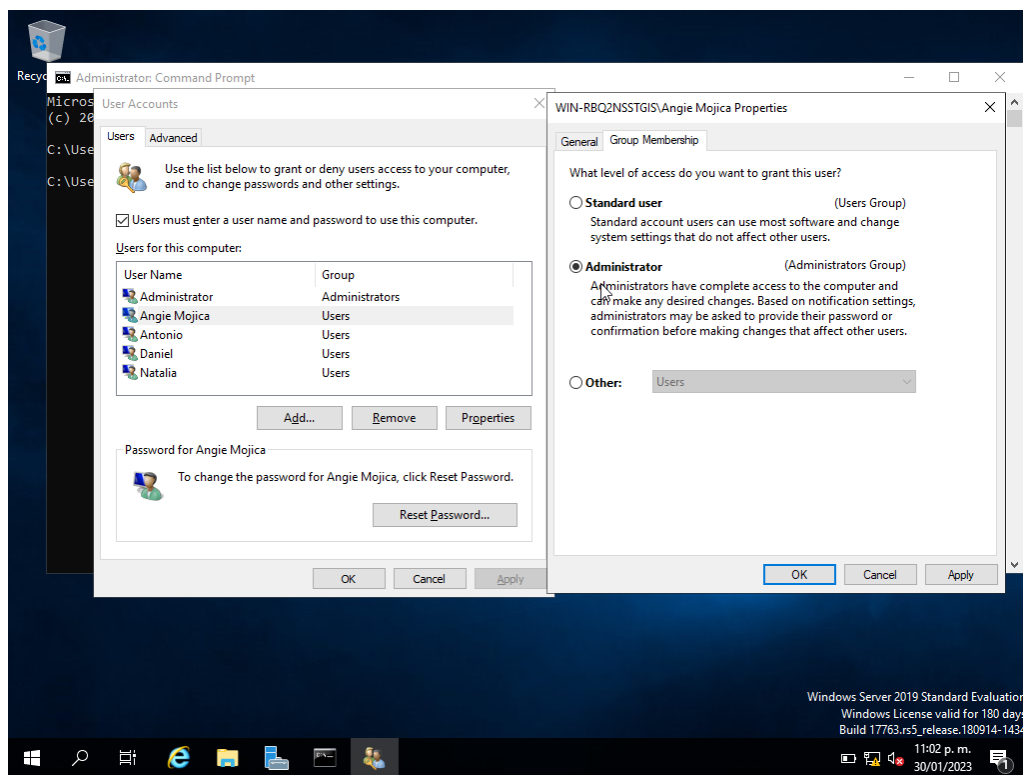 Recyc
Administrator: Command Prompt
Micros
(c) 20
C:\Use
C:\Use
User Accounts
Users
Advanced
Use the list below to grant or deny users access to your computer,
and to change passwords and other settings.
Users must enter a user name and password to use this computer.
Users for this computer:
User Name Group
Administrator Administrators
Angie Mojica Users
Antonio Users
Daniel Users
Natalia Users
Add... Remove Properties
Password for Angie Mojica
To change the password for Angie Mojica, click Reset Password.
Reset Password...
OK Cancel Apply
WIN-RBQ2NSSTGIS\Angie Mojica Properties
General Group Membership
What level of access do you want to grant this user?
Standard user (Users Group)
Standard account users can use most software and change
system settings that do not affect other users.
Administrator (Administrators Group)
Administrators have complete access to the computer and
can make any desired changes. Based on notification settings,
administrators may be asked to provide their password or
confirmation before making changes that affect other users.
Other: Users
OK Cancel Apply
Windows Server 2019 Standard Evaluation
Windows License valid for 180 days
Build 17763.rs5_release.180914-1434
11:02 p. m.
30/01/2023
1